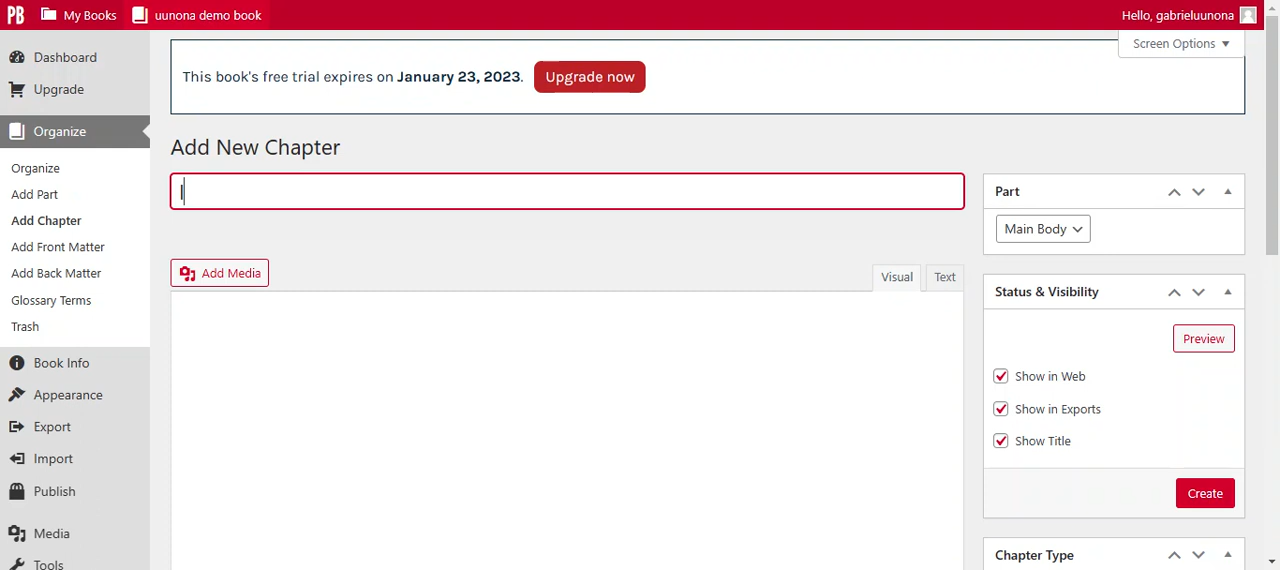 PB My Books uunona demo book Hello, gabrieluunona
Screen Options
Dashboard
Upgrade
Organize
Organize
Add Part
Add Chapter
Add Front Matter
Add Back Matter
Glossary Terms
Trash
Book Info
Appearance
Export
Import
Publish
Media
Tools
This book's free trial expires on January 23, 2023. Upgrade now
Add New Chapter
Add Media
Visual Text
Part
Main Body
Status & Visibility
Preview
Show in Web
Show in Exports
Show Title
Create
Chapter Type